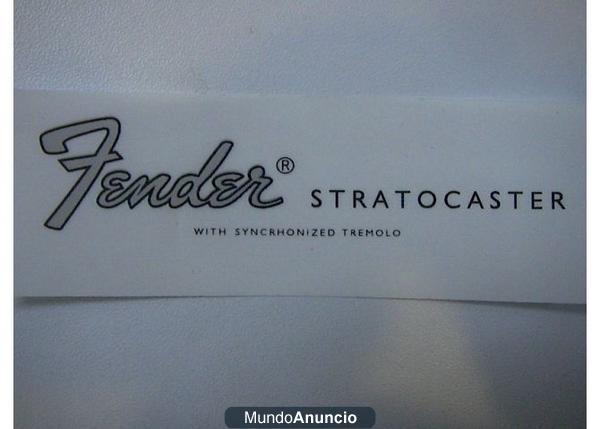 Fender® STRATOCASTER
WITH SYNCRHONIZED TREMOLO
MundoAnuncio